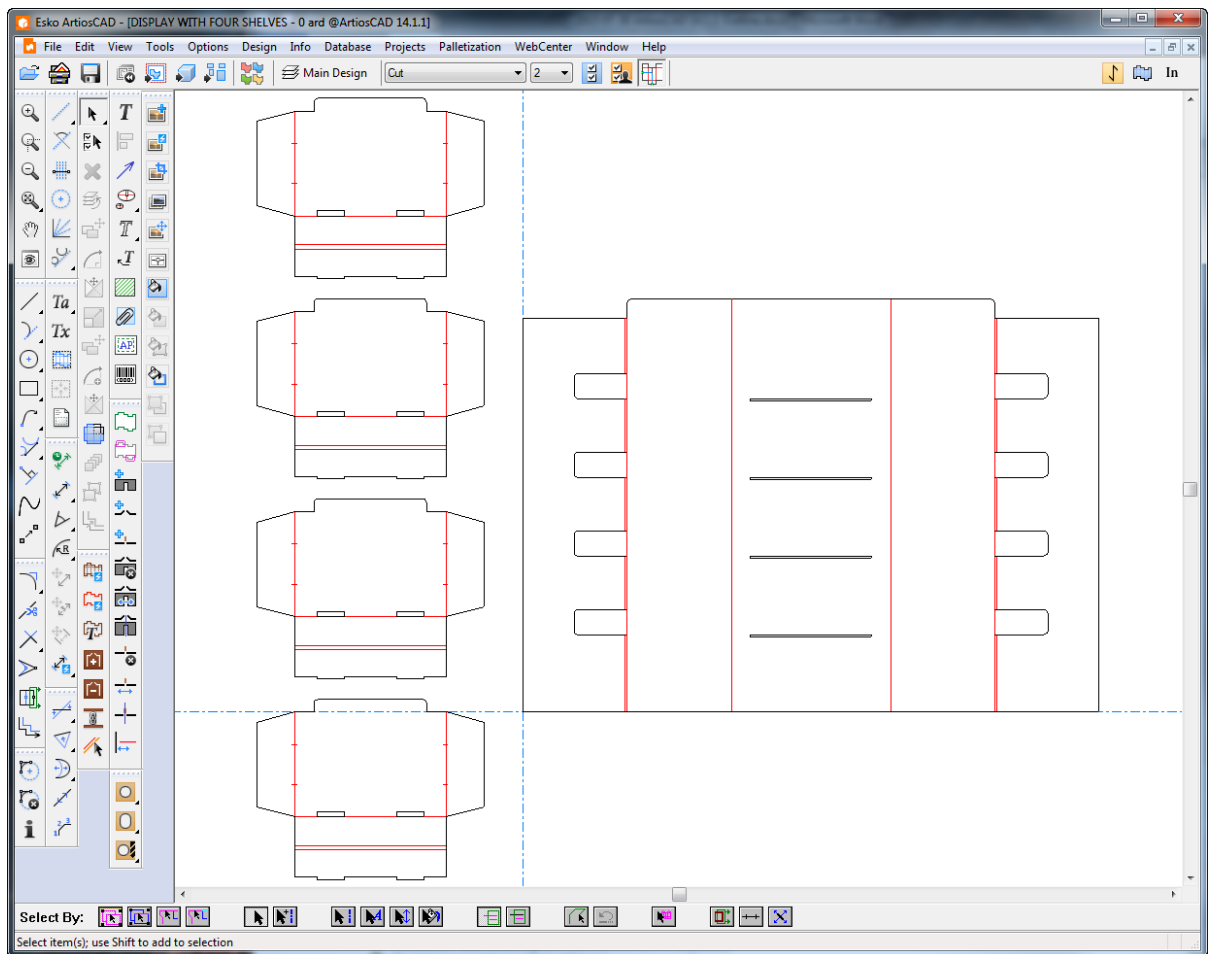 Esko ArtiosCAD - [DISPLAY WITH FOUR SHELVES - 0 ard @ArtiosCAD 14.1.1]
File Edit View Tools Options Design Info Database Projects Palletization WebCenter Window Help
Main Design Cut 2 In
T
T
T
Ta
Tx
AP
R
T
Select By:
Select item(s); use Shift to add to selection